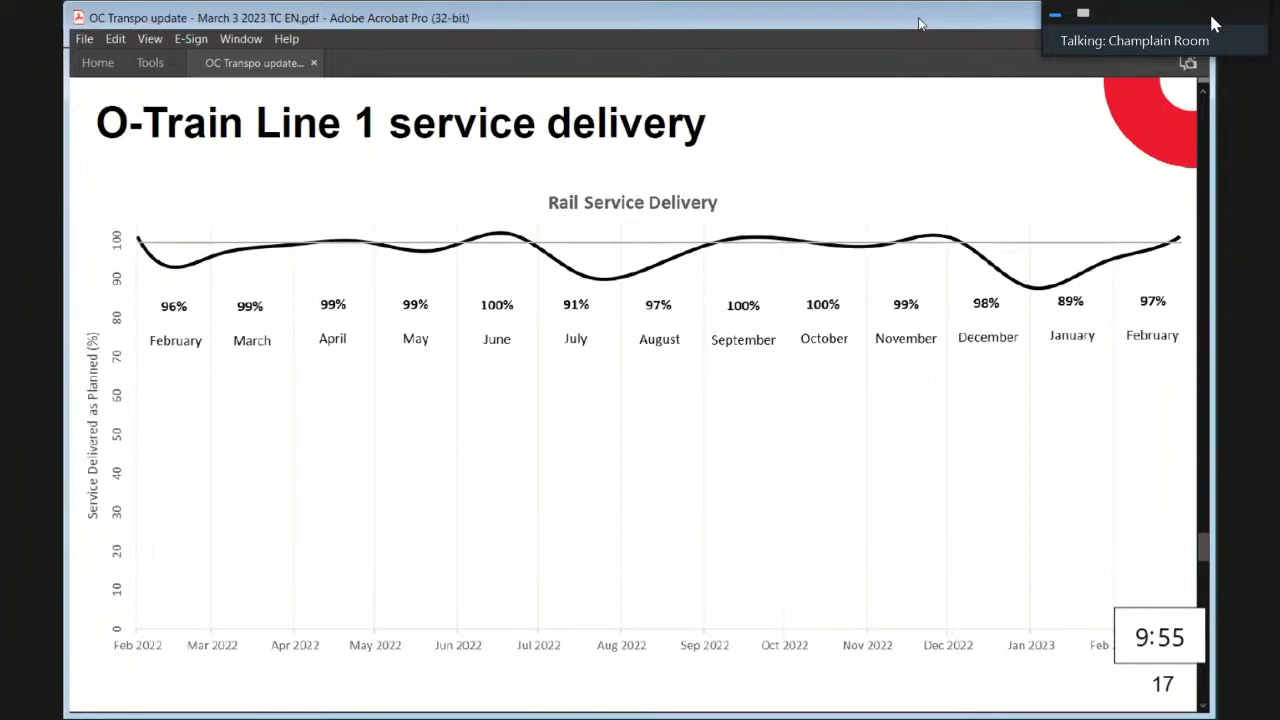 OC Transpo update - March 3 2023 TC EN.pdf - Adobe Acrobat Pro (32-bit)
Talking: Champlain Room
File Edit View E-Sign Window Help
Home Tools OC Transpo update... ×
O-Train Line 1 service delivery
Rail Service Delivery
Service Delivered as Planned (%)
100
90
80
70
60
50
40
30
20
10
0
96% 99% 99% 99% 100% 91% 97% 100% 100% 99% 98% 89% 97%
February March April May June July August September October November December January February
Feb 2022 Mar 2022 Apr 2022 May 2022 Jun 2022 Jul 2022 Aug 2022 Sep 2022 Oct 2022 Nov 2022 Dec 2022 Jan 2023 Feb
9:55
17